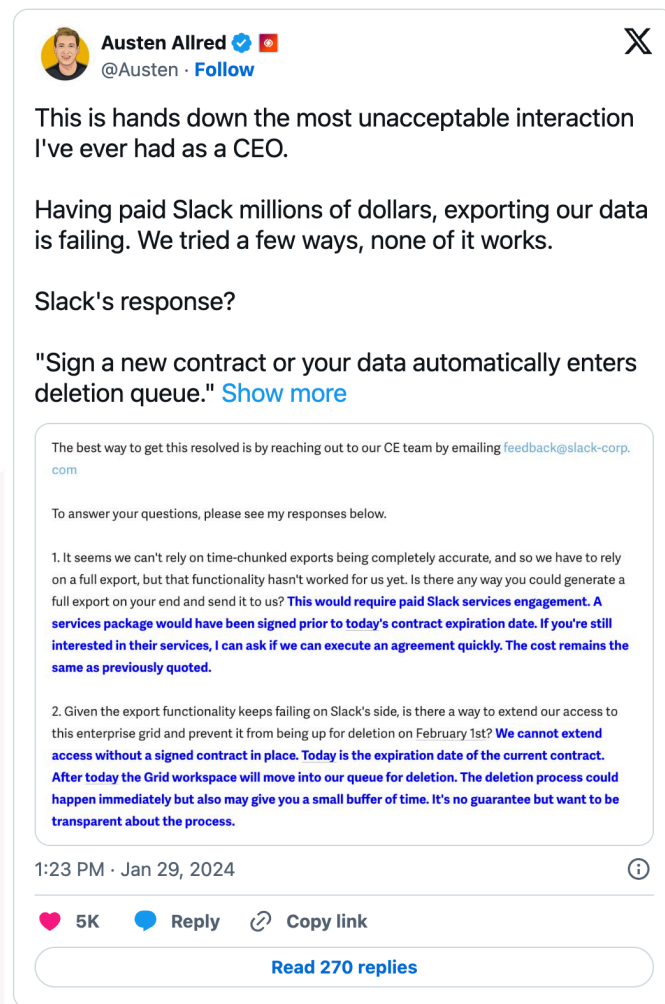 Austen Allred
@Austen · Follow
This is hands down the most unacceptable interaction
I've ever had as a CEO.
Having paid Slack millions of dollars, exporting our data
is failing. We tried a few ways, none of it works.
Slack's response?
"Sign a new contract or your data automatically enters
deletion queue." Show more
The best way to get this resolved is by reaching out to our CE team by emailing feedback@slack-corp.
com
To answer your questions, please see my responses below.
1. It seems we can't rely on time-chunked exports being completely accurate, and so we have to rely
on a full export, but that functionality hasn't worked for us yet. Is there any way you could generate a
full export on your end and send it to us? This would require paid Slack services engagement. A
services package would have been signed prior to today's contract expiration date. If you're still
interested in their services, I can ask if we can execute an agreement quickly. The cost remains the
same as previously quoted.
2. Given the export functionality keeps failing on Slack's side, is there a way to extend our access to
this enterprise grid and prevent it from being up for deletion on February 1st? We cannot extend
access without a signed contract in place. Today is the expiration date of the current contract.
After today the Grid workspace will move into our queue for deletion. The deletion process could
happen immediately but also may give you a small buffer of time. It's no guarantee but want to be
transparent about the process.
1:23 PM · Jan 29, 2024
5K Reply Copy link
Read 270 replies